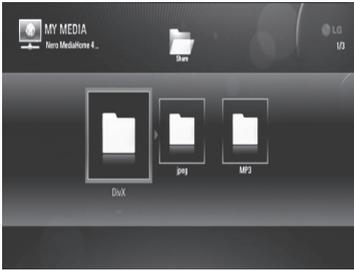 MY MEDIA
Nero MediaHome 4 ...
Share
LG
1/3
DivX
jpeg
MP3